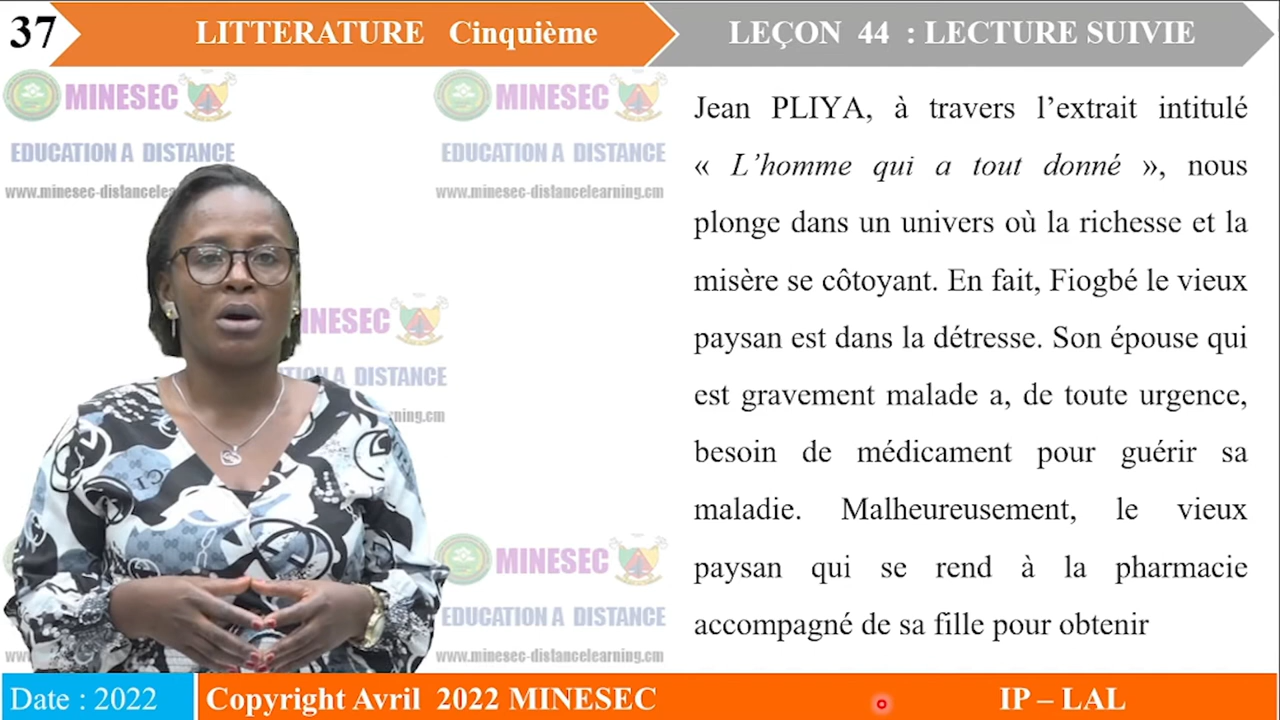 37
LITTERATURE Cinquième
LEÇON 44 : LECTURE SUIVIE
MINESEC
MINESEC
EDUCATION A DISTANCE
EDUCATION A DISTANCE
www.minesec-distancelea
www.minesec-distancelearning.cm
INESEC
A DISTANCE
ning.cm
MINESEC
EDUCATION A DISTANCE
www.minesec-distancelearning.cm
Jean PLIYA, à travers l’extrait intitulé
« L’homme qui a tout donné », nous
plonge dans un univers où la richesse et la
misère se côtoyant. En fait, Fiogbé le vieux
paysan est dans la détresse. Son épouse qui
est gravement malade a, de toute urgence,
besoin de médicament pour guérir sa
maladie. Malheureusement, le vieux
paysan qui se rend à la pharmacie
accompagné de sa fille pour obtenir
Date : 2022
Copyright Avril 2022 MINESEC
IP – LAL